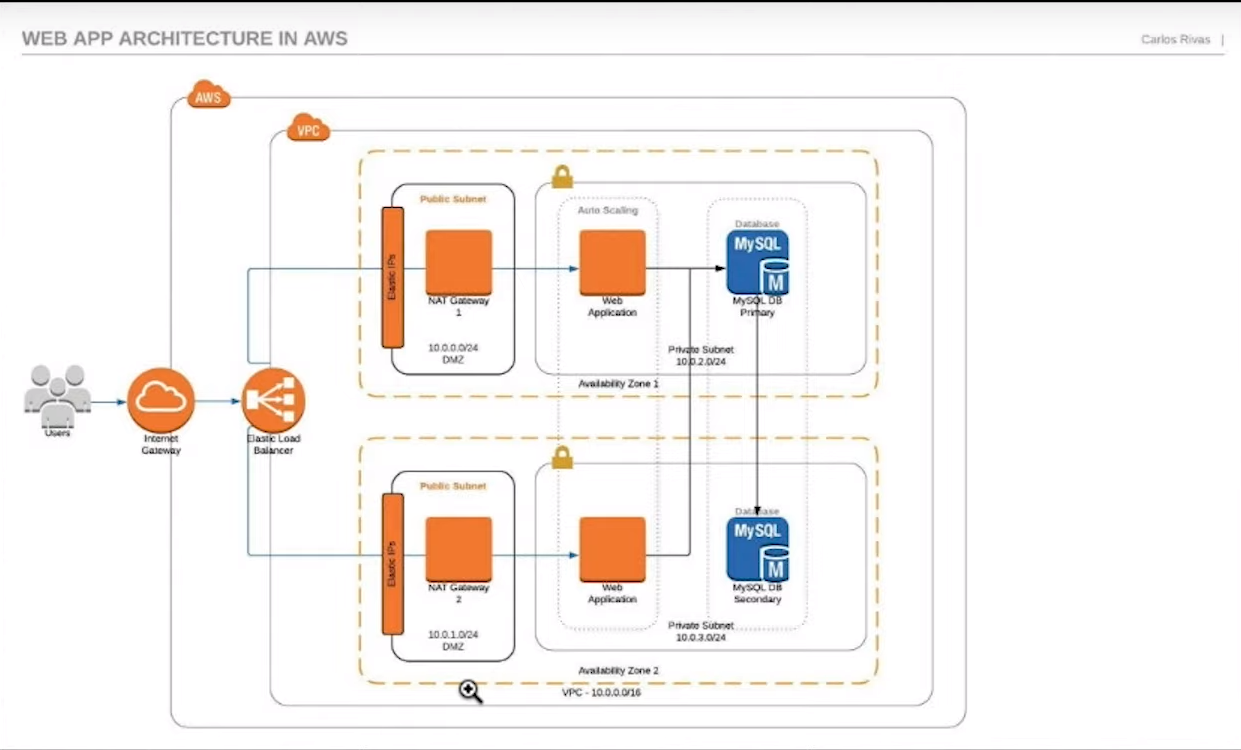 WEB APP ARCHITECTURE IN AWS
Carlos Rivas |
AWS
VPC
Public Subnet
Elastic IPs
NAT Gateway
1
10.0.0.0/24
DMZ
Auto Scaling
Web
Application
Database
MySQL
M
MySQL DB
Primary
Private Subnet
10.0.2.0/24
Availability Zone 1
Users
Internet
Gateway
Elastic Load
Balancer
Public Subnet
Elastic IPs
NAT Gateway
2
10.0.1.0/24
DMZ
Web
Application
Database
MySQL
M
MySQL DB
Secondary
Private Subnet
10.0.3.0/24
Availability Zone 2
VPC - 10.0.0.0/16